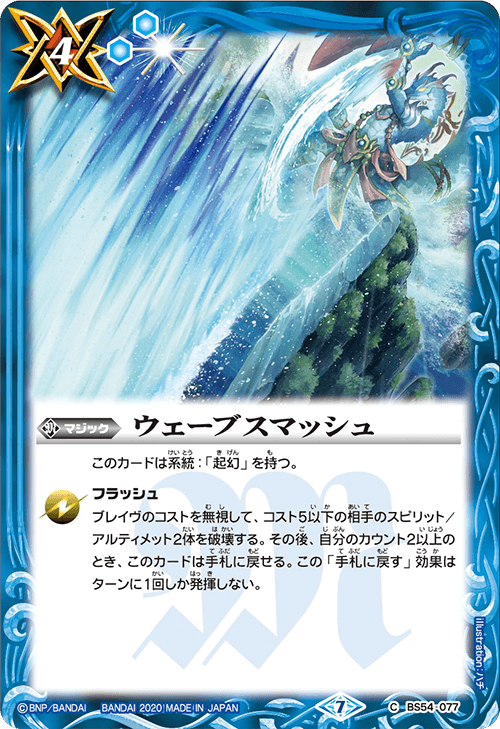 4
マジック
ウェーブスマッシュ
このカードは系統：「起幻」を持つ。
フラッシュ
ブレイヴのコストを無視して、コスト5以下の相手のスピリット／
アルティメット2体を破壊する。その後、自分のカウント2以上の
とき、このカードは手札に戻せる。この「手札に戻す」効果は
ターンに1回しか発揮しない。
illustration：ハチ
©BNP/BANDAI BANDAI 2020 MADE IN JAPAN 7 C BS54-077